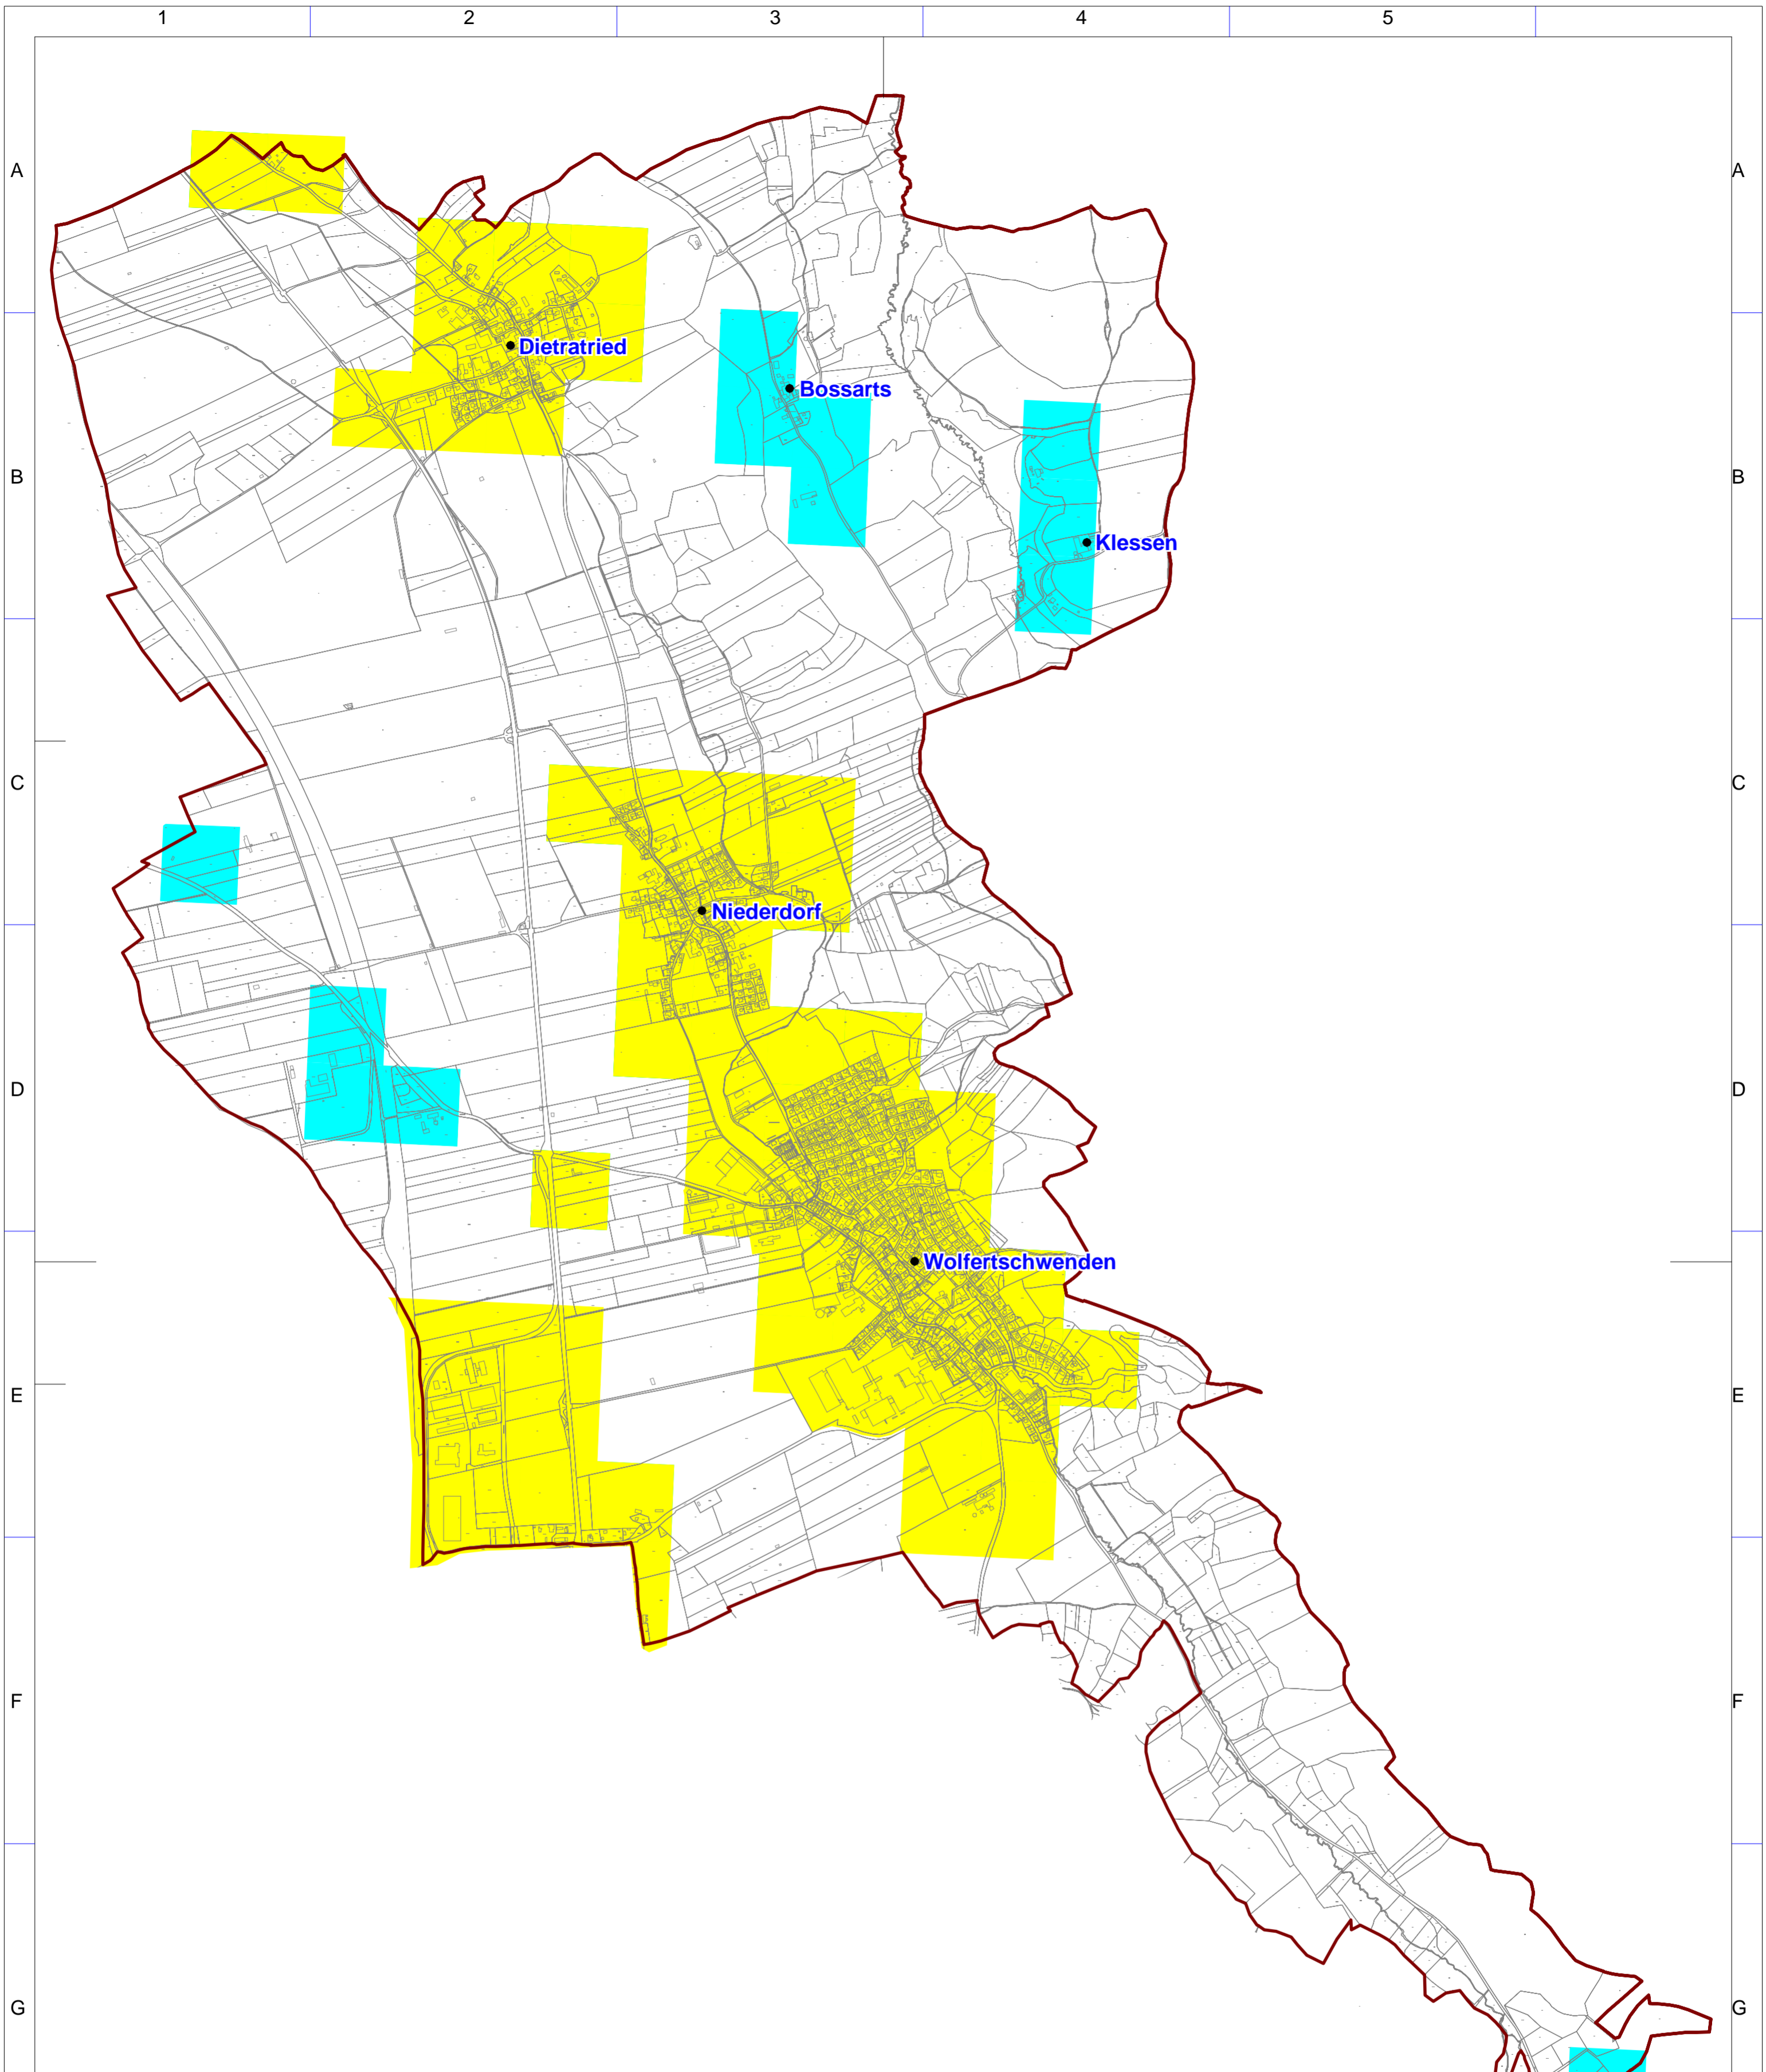 1 2 3 4 5
A A
Dietratried
Bossarts
B B
Klessen
C C
Niederdorf
D D
Wolfertschwenden
E E
F F
G G